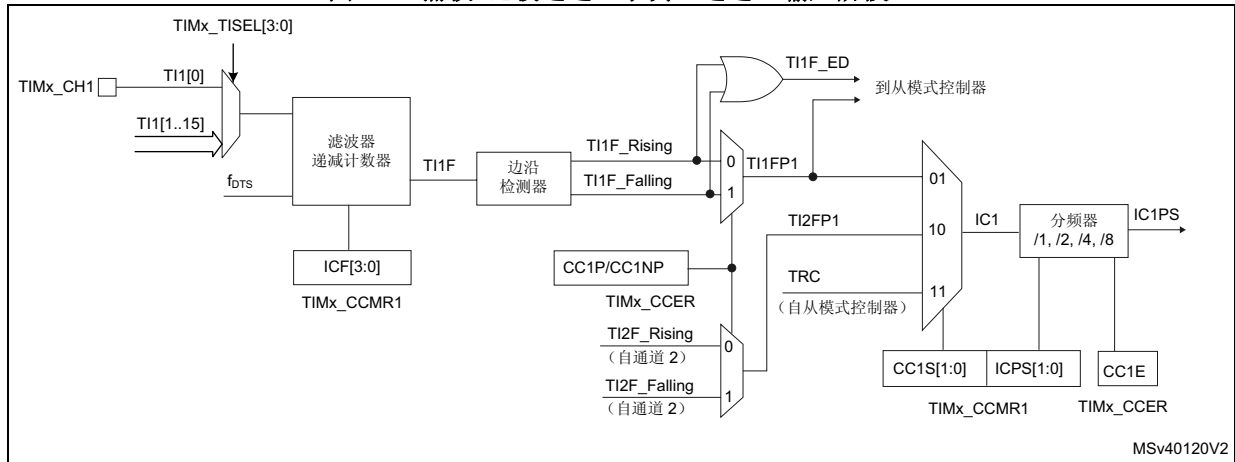 TIMx_TISEL[3:0]
TIMx_CH1
TI1[0]
TI1[1..15]
fDTS
滤波器
递减计数器
ICF[3:0]
TIMx_CCMR1
TI1F
边沿
检测器
TI1F_Rising
TI1F_Falling
TI1F_ED
到从模式控制器
0
1
TI1FP1
CC1P/CC1NP
TIMx_CCER
TI2F_Rising
（自通道 2）
TI2F_Falling
（自通道 2）
0
1
TI2FP1
TRC
（自从模式控制器）
01
10
11
IC1
分频器
/1, /2, /4, /8
IC1PS
CC1S[1:0]
ICPS[1:0]
CC1E
TIMx_CCMR1
TIMx_CCER
MSv40120V2